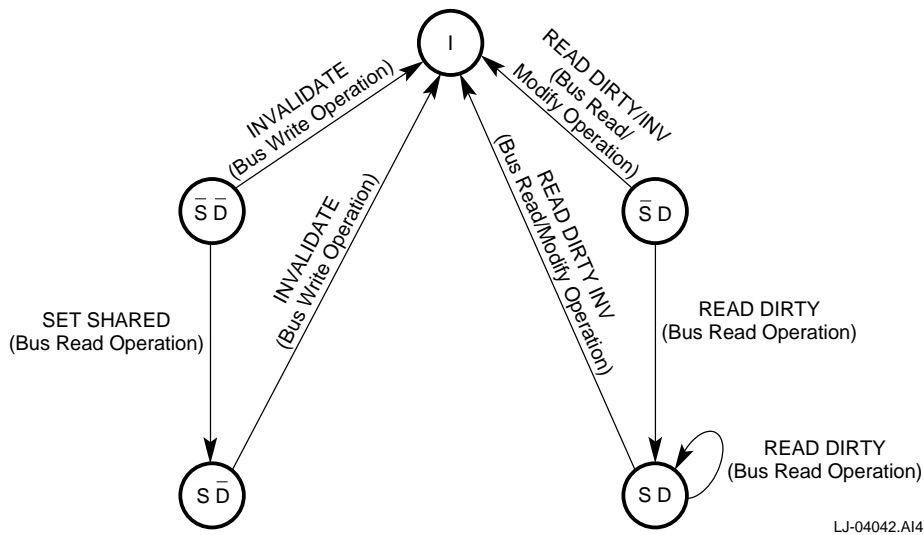 I
INVALIDATE
(Bus Write Operation)
READ DIRTY/INV
(Bus Read/
Modify Operation)
S̅ D̅
INVALIDATE
(Bus Write Operation)
READ DIRTY INV
(Bus Read/Modify Operation)
S̅ D
SET SHARED
(Bus Read Operation)
READ DIRTY
(Bus Read Operation)
S D̅
S D
READ DIRTY
(Bus Read Operation)
LJ-04042.AI4